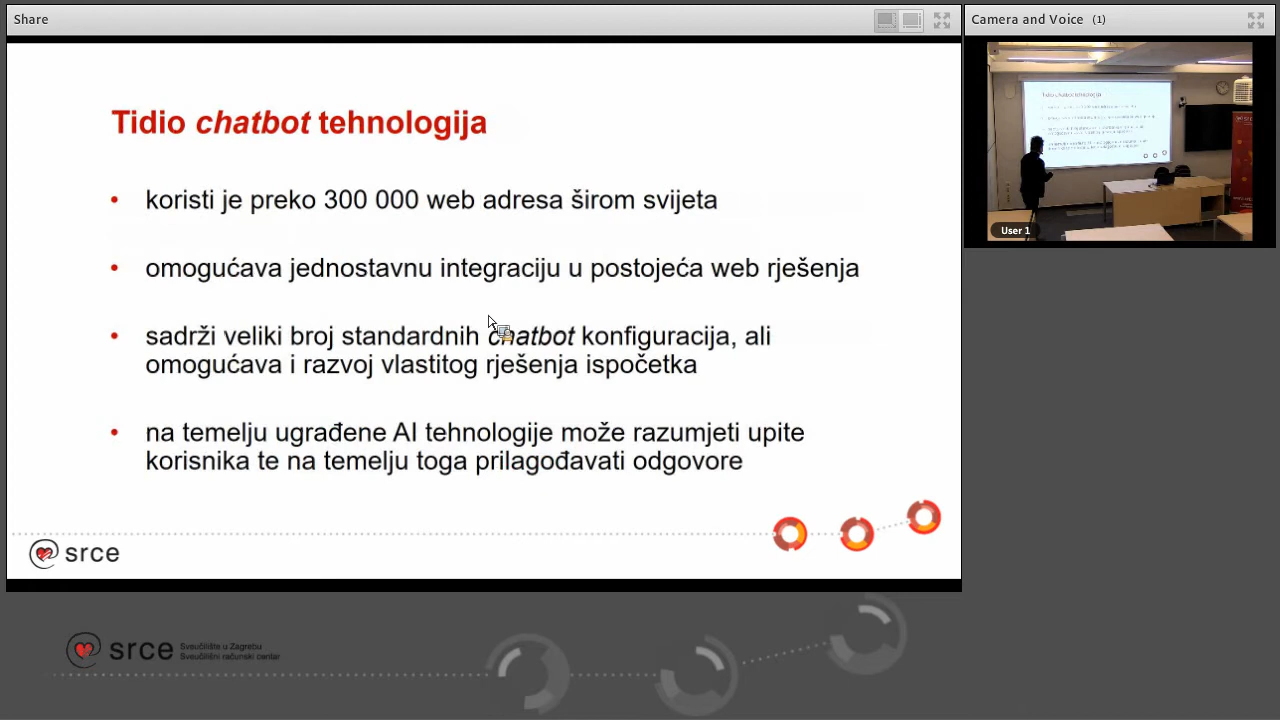 Share
Camera and Voice (1)
Tidio chatbot tehnologija
• koristi je preko 300 000 web adresa širom svijeta
• omogućava jednostavnu integraciju u postojeća web rješenja
• sadrži veliki broj standardnih chatbot konfiguracija, ali
omogućava i razvoj vlastitog rješenja ispočetka
• na temelju ugrađene AI tehnologije može razumjeti upite
korisnika te na temelju toga prilagođavati odgovore
srce
Tidio chatbot tehnologija
User 1
srce
Sveučilište u Zagrebu
Sveučilišni računski centar